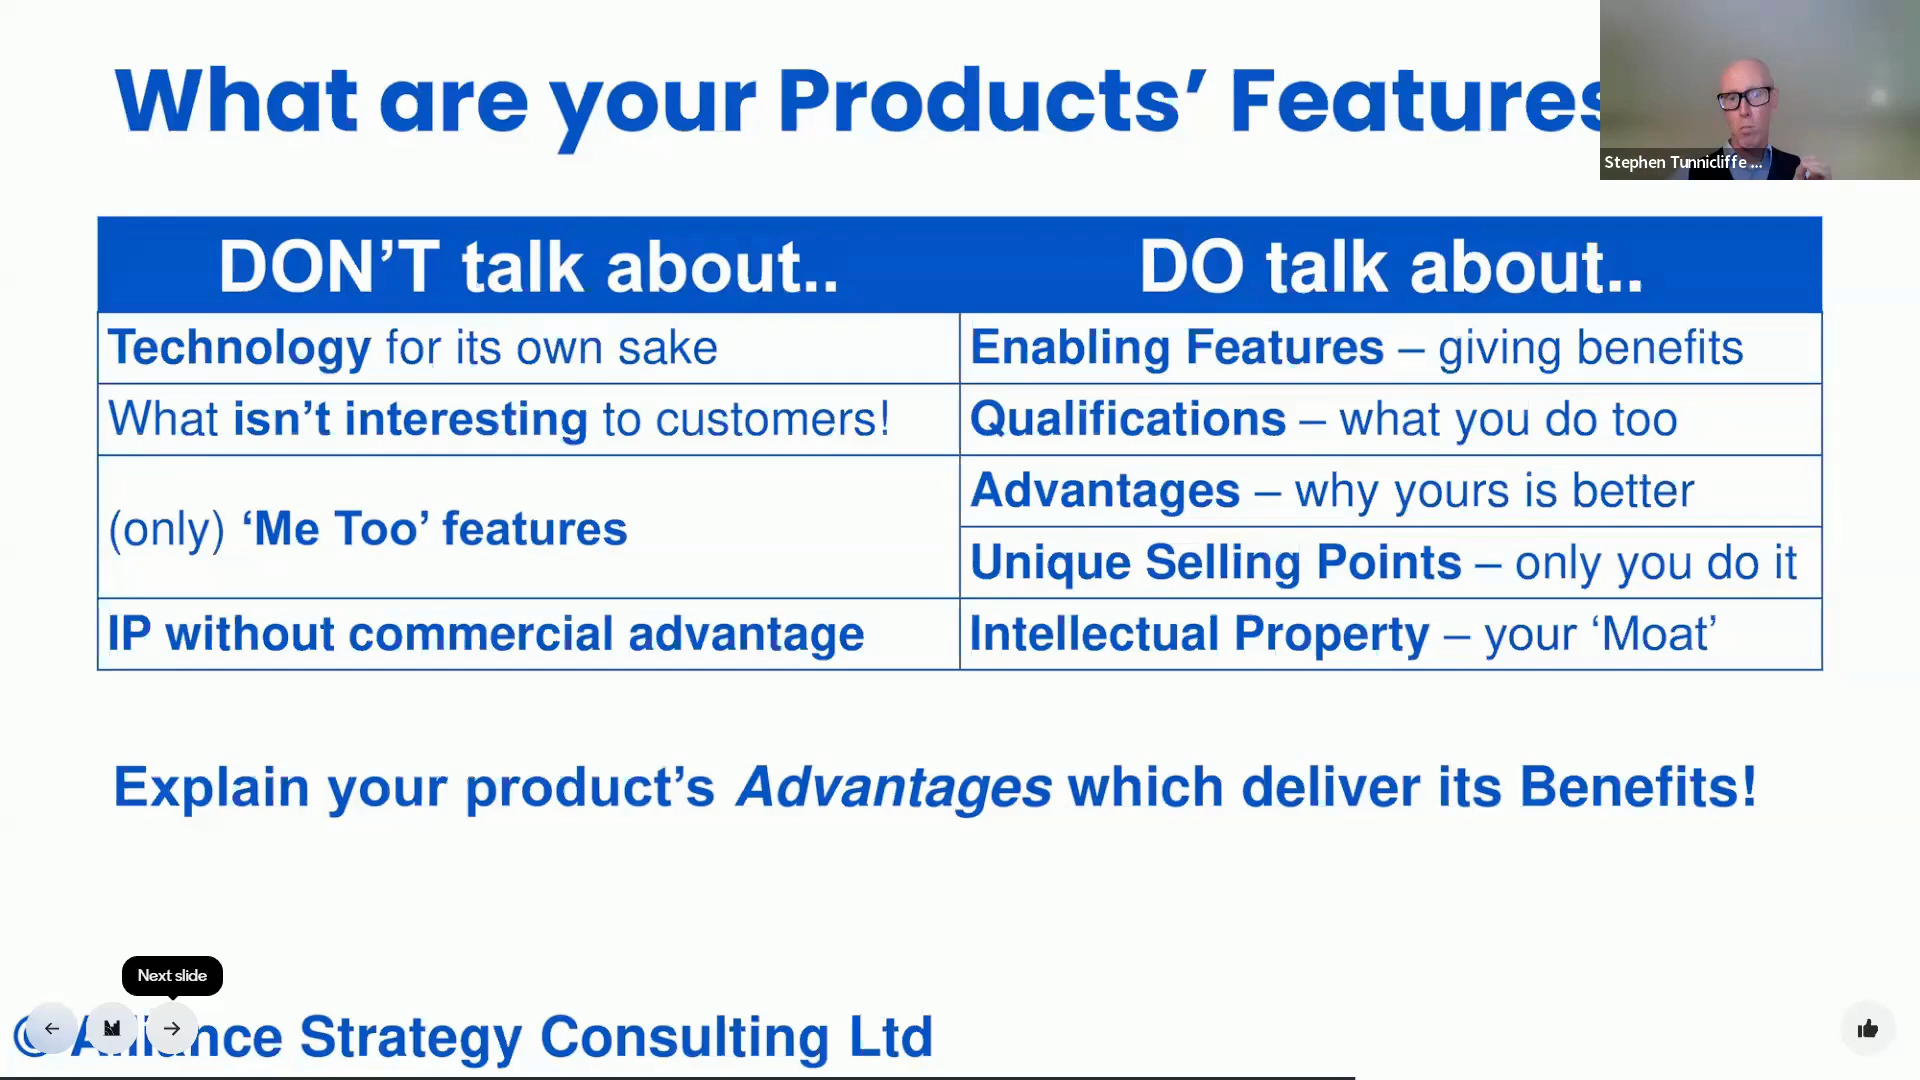 What are your Products’ Features
Stephen Tunnicliffe ...
DON’T talk about..
DO talk about..
Technology for its own sake
Enabling Features – giving benefits
What isn’t interesting to customers!
Qualifications – what you do too
(only) ‘Me Too’ features
Advantages – why yours is better
Unique Selling Points – only you do it
IP without commercial advantage
Intellectual Property – your ‘Moat’
Explain your product’s Advantages which deliver its Benefits!
Next slide
© Alliance Strategy Consulting Ltd